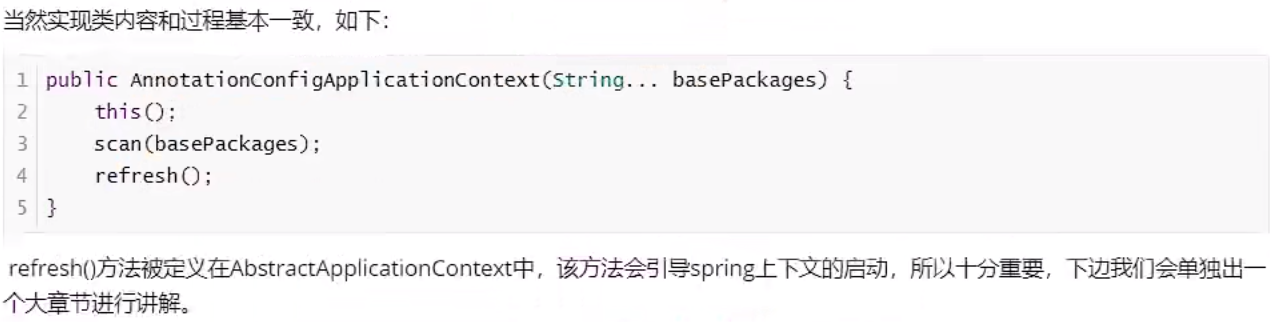 当然实现类内容和过程基本一致，如下：
1 public AnnotationConfigApplicationContext(String... basePackages) {
2     this();
3     scan(basePackages);
4     refresh();
5 }
refresh()方法被定义在AbstractApplicationContext中，该方法会引导spring上下文的启动，所以十分重要，下边我们会单独出一
个大章节进行讲解。